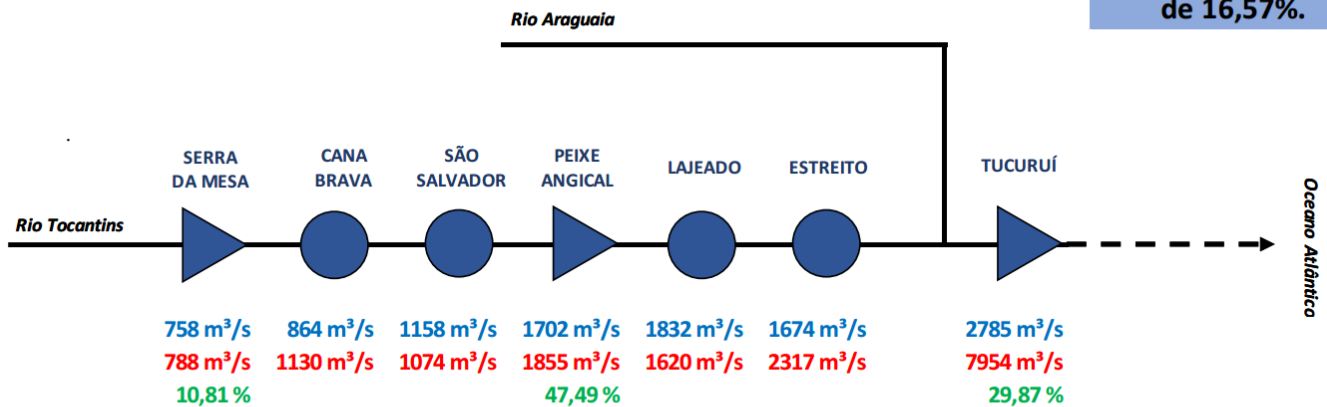 de 16,57%.
Rio Araguaia
SERRA
DA MESA
CANA
BRAVA
SÃO
SALVADOR
PEIXE
ANGICAL
LAJEADO
ESTREITO
TUCURUÍ
Rio Tocantins
Oceano Atlântico
758 m³/s 864 m³/s 1158 m³/s 1702 m³/s 1832 m³/s 1674 m³/s 2785 m³/s
788 m³/s 1130 m³/s 1074 m³/s 1855 m³/s 1620 m³/s 2317 m³/s 7954 m³/s
10,81 % 47,49 % 29,87 %